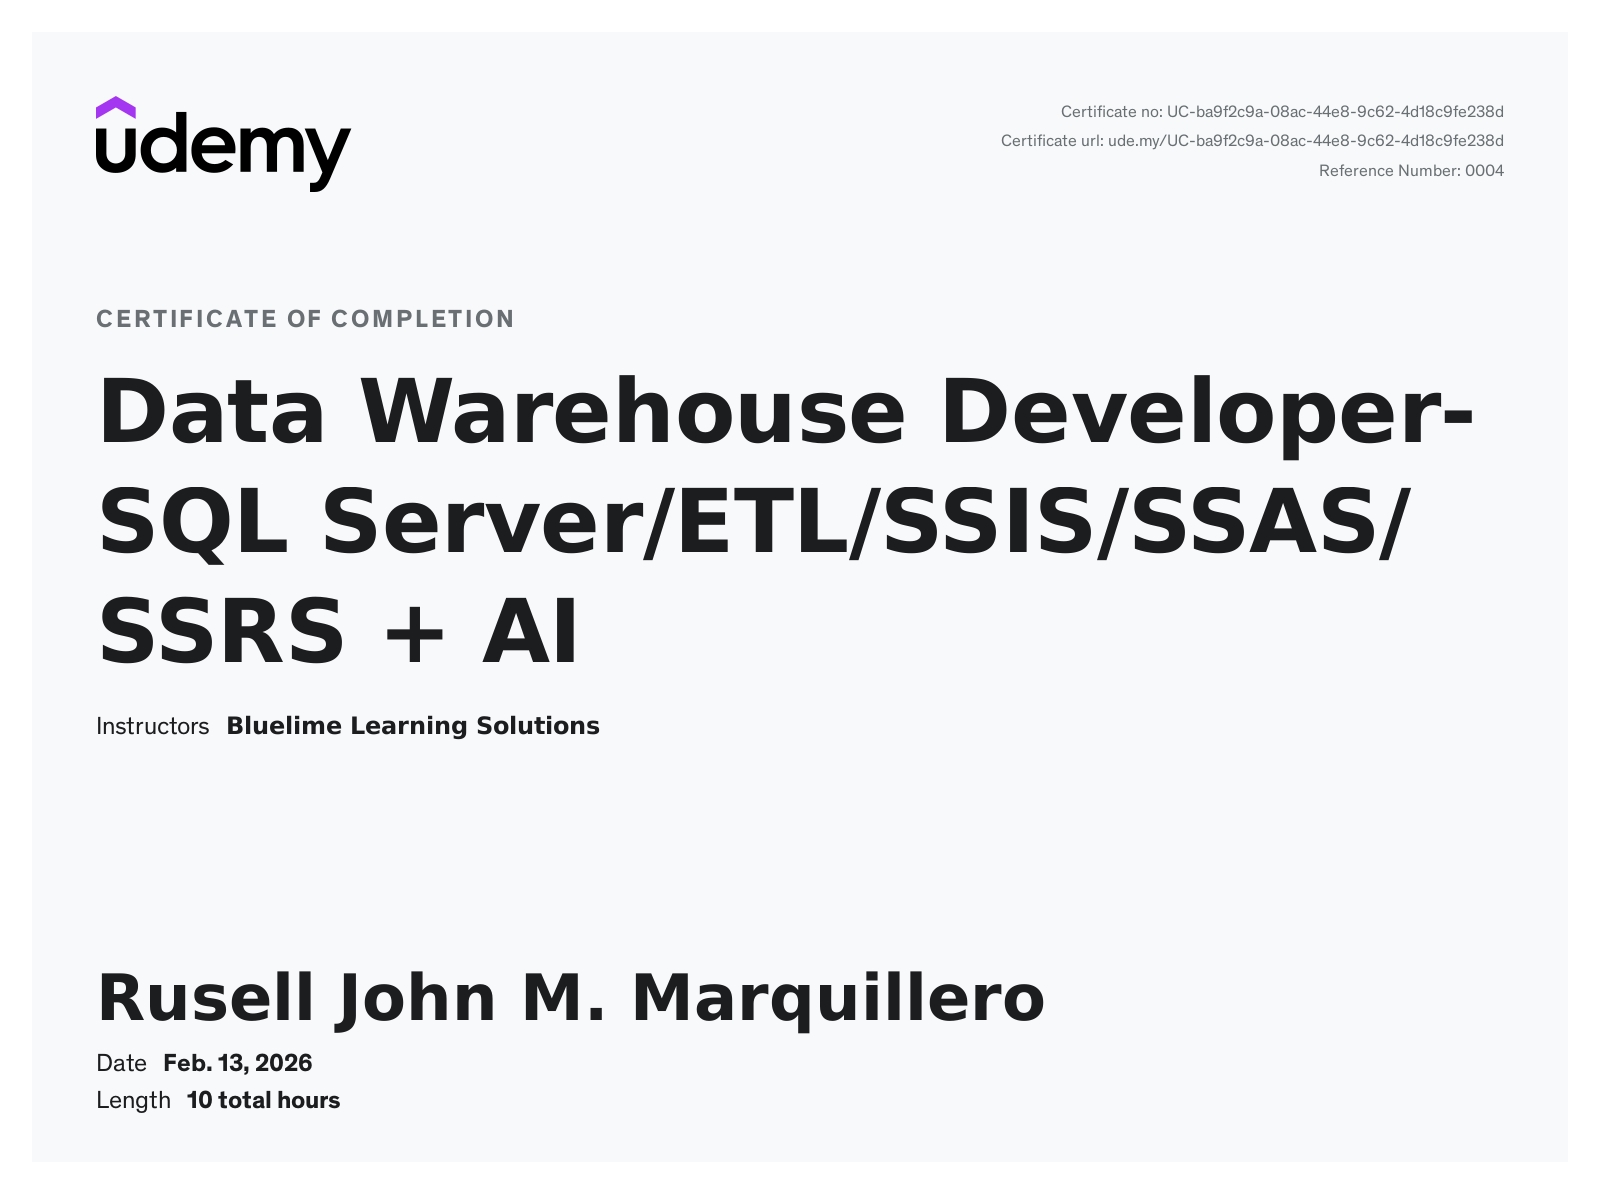 udemy
Certificate no: UC-ba9f2c9a-08ac-44e8-9c62-4d18c9fe238d
Certificate url: ude.my/UC-ba9f2c9a-08ac-44e8-9c62-4d18c9fe238d
Reference Number: 0004
CERTIFICATE OF COMPLETION
Data Warehouse Developer-
SQL Server/ETL/SSIS/SSAS/
SSRS + AI
Instructors Bluelime Learning Solutions
Rusell John M. Marquillero
Date Feb. 13, 2026
Length 10 total hours